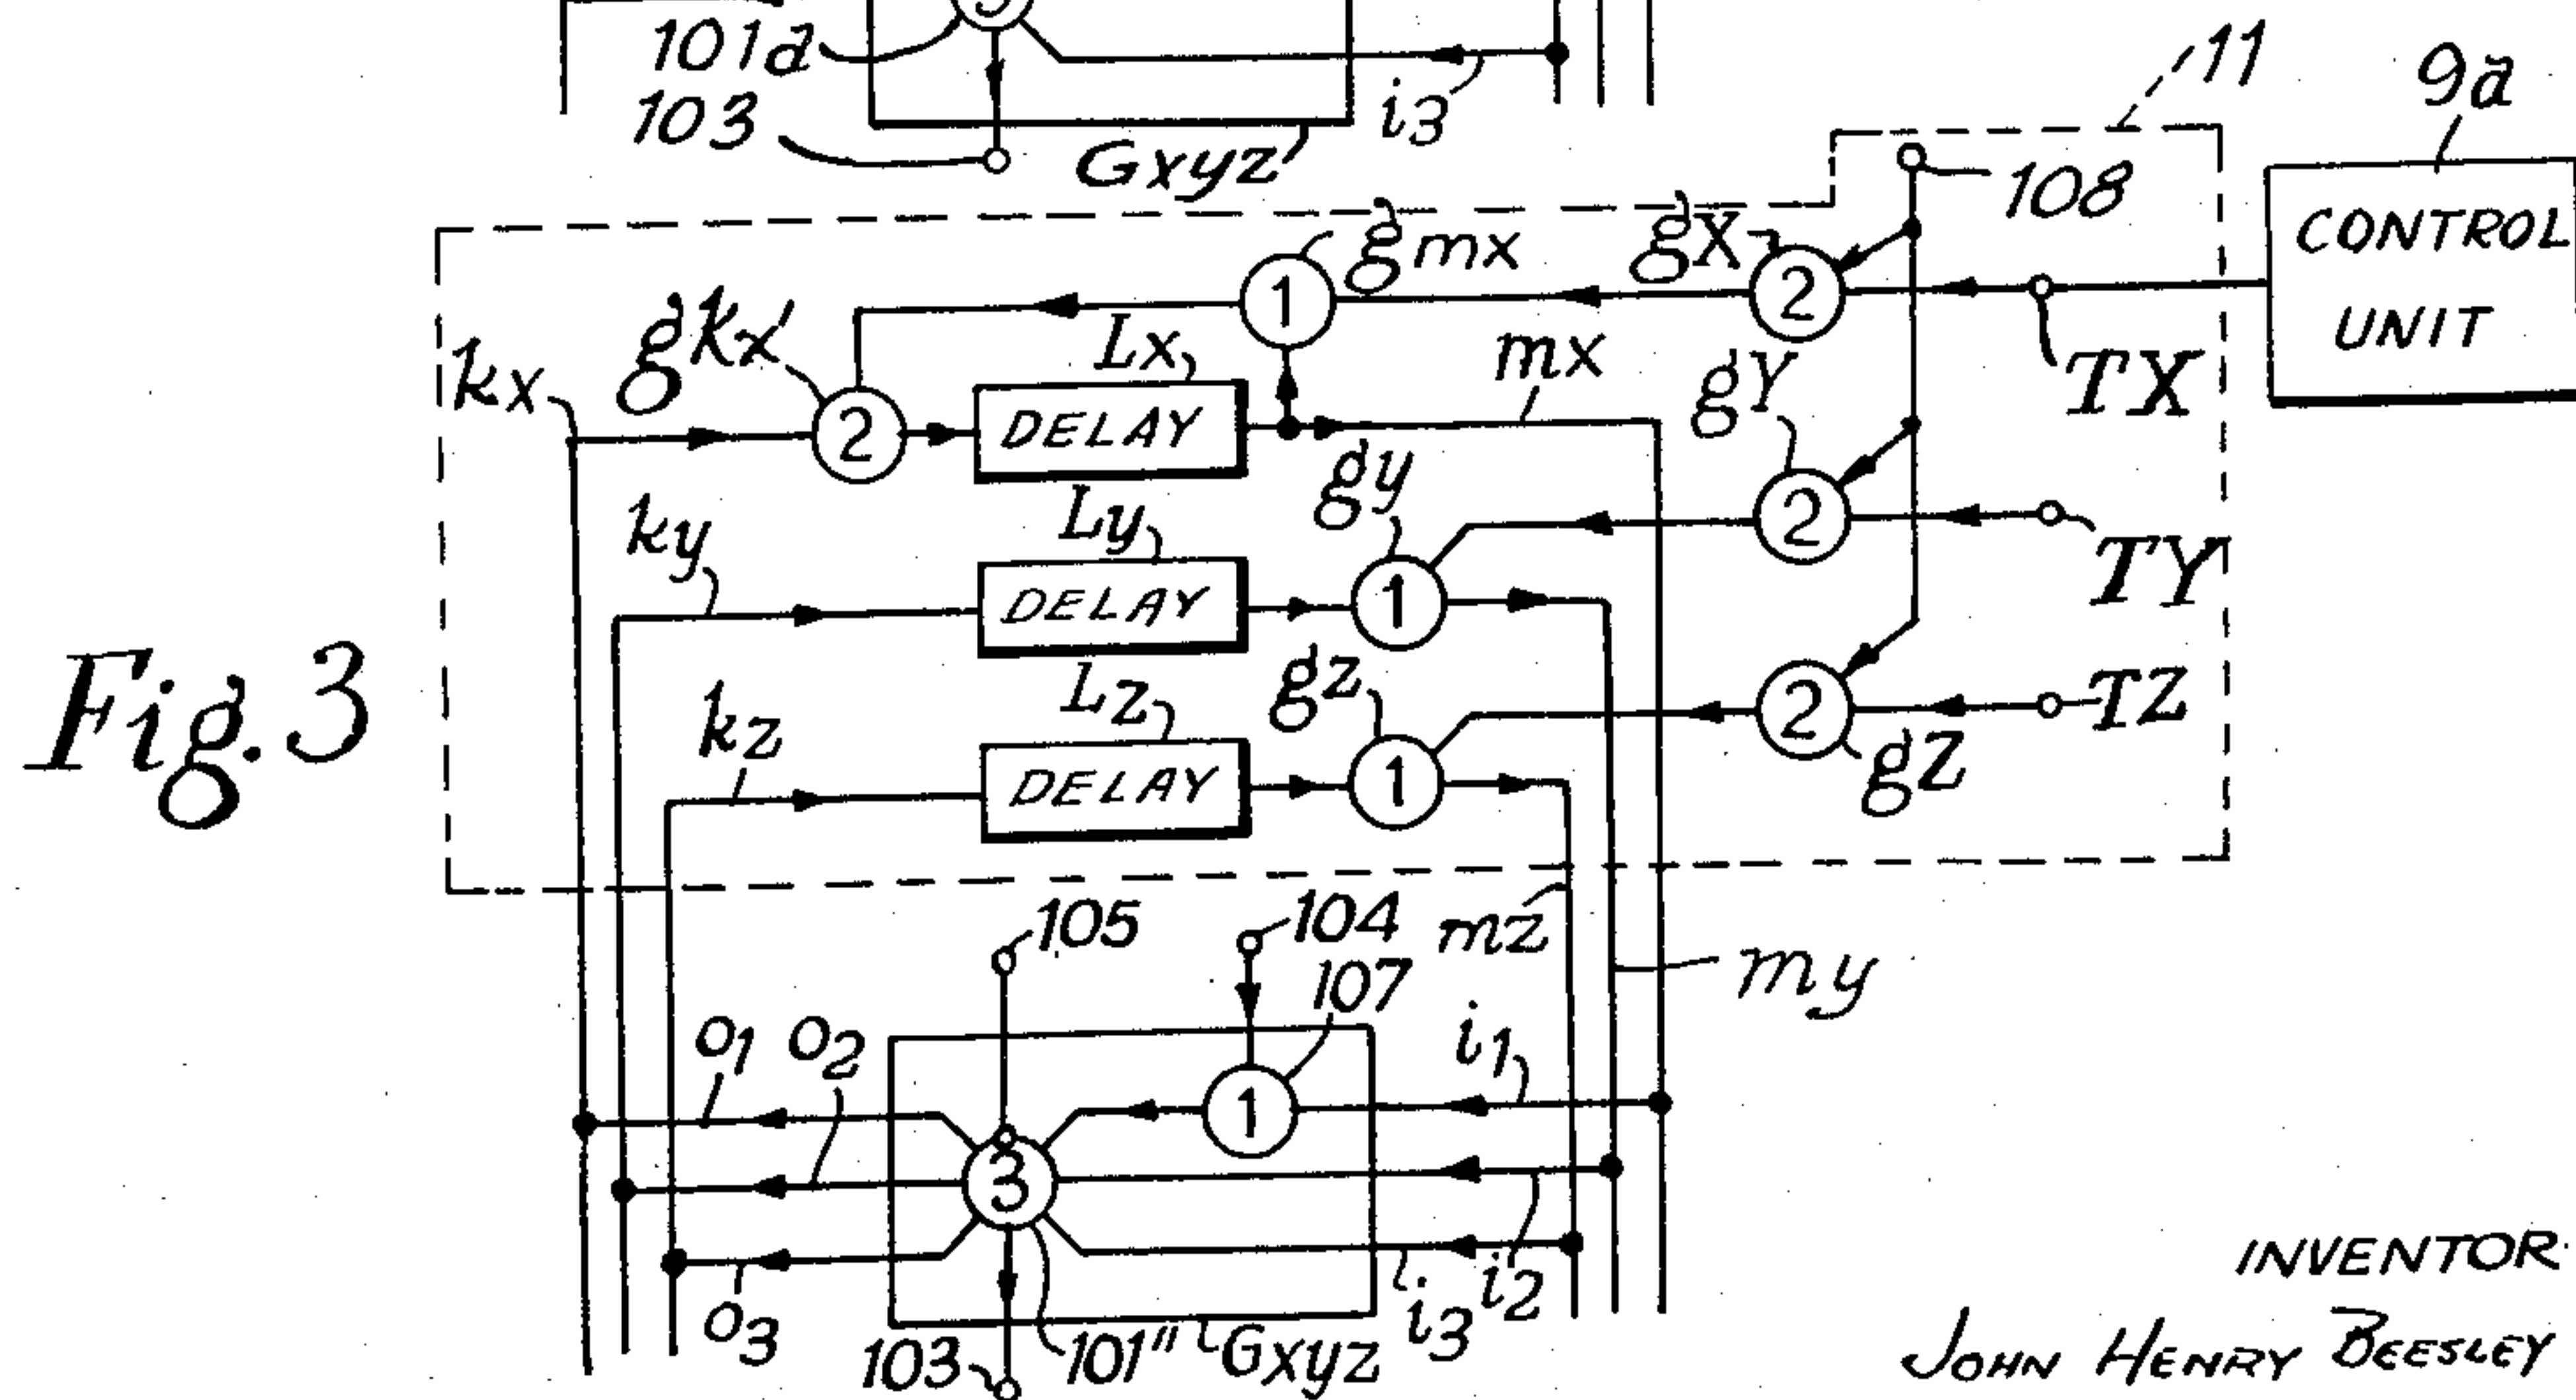 3
101a
103
i3
Gxyz'
11
9a
108
CONTROL
UNIT
gmx
gX
2
1
TX
gkx'
kx
Lx
mx
2
DELAY
gY
gy
ky
Ly
2
TY
DELAY
1
Fig. 3
kz
Lz
gz
2
TZ
gZ
DELAY
1
105
104
107
mz
my
o1
o2
i1
1
3
o3
i3
i2
103
101"
Gxyz
INVENTOR
JOHN HENRY BEESLEY